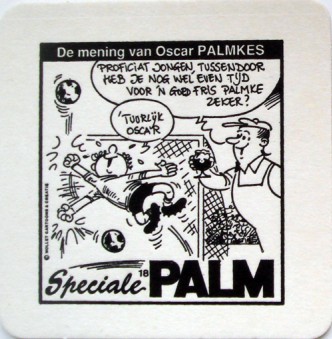 De mening van Oscar PALMKES
PROFICIAT JONGEN, TUSSENDOOR
HEB JE NOG WEL EVEN TIJD
VOOR 'N GOED FRIS PALMKE
ZEKER?
'TUURLIJK
OSCAR
Speciale 18 PALM